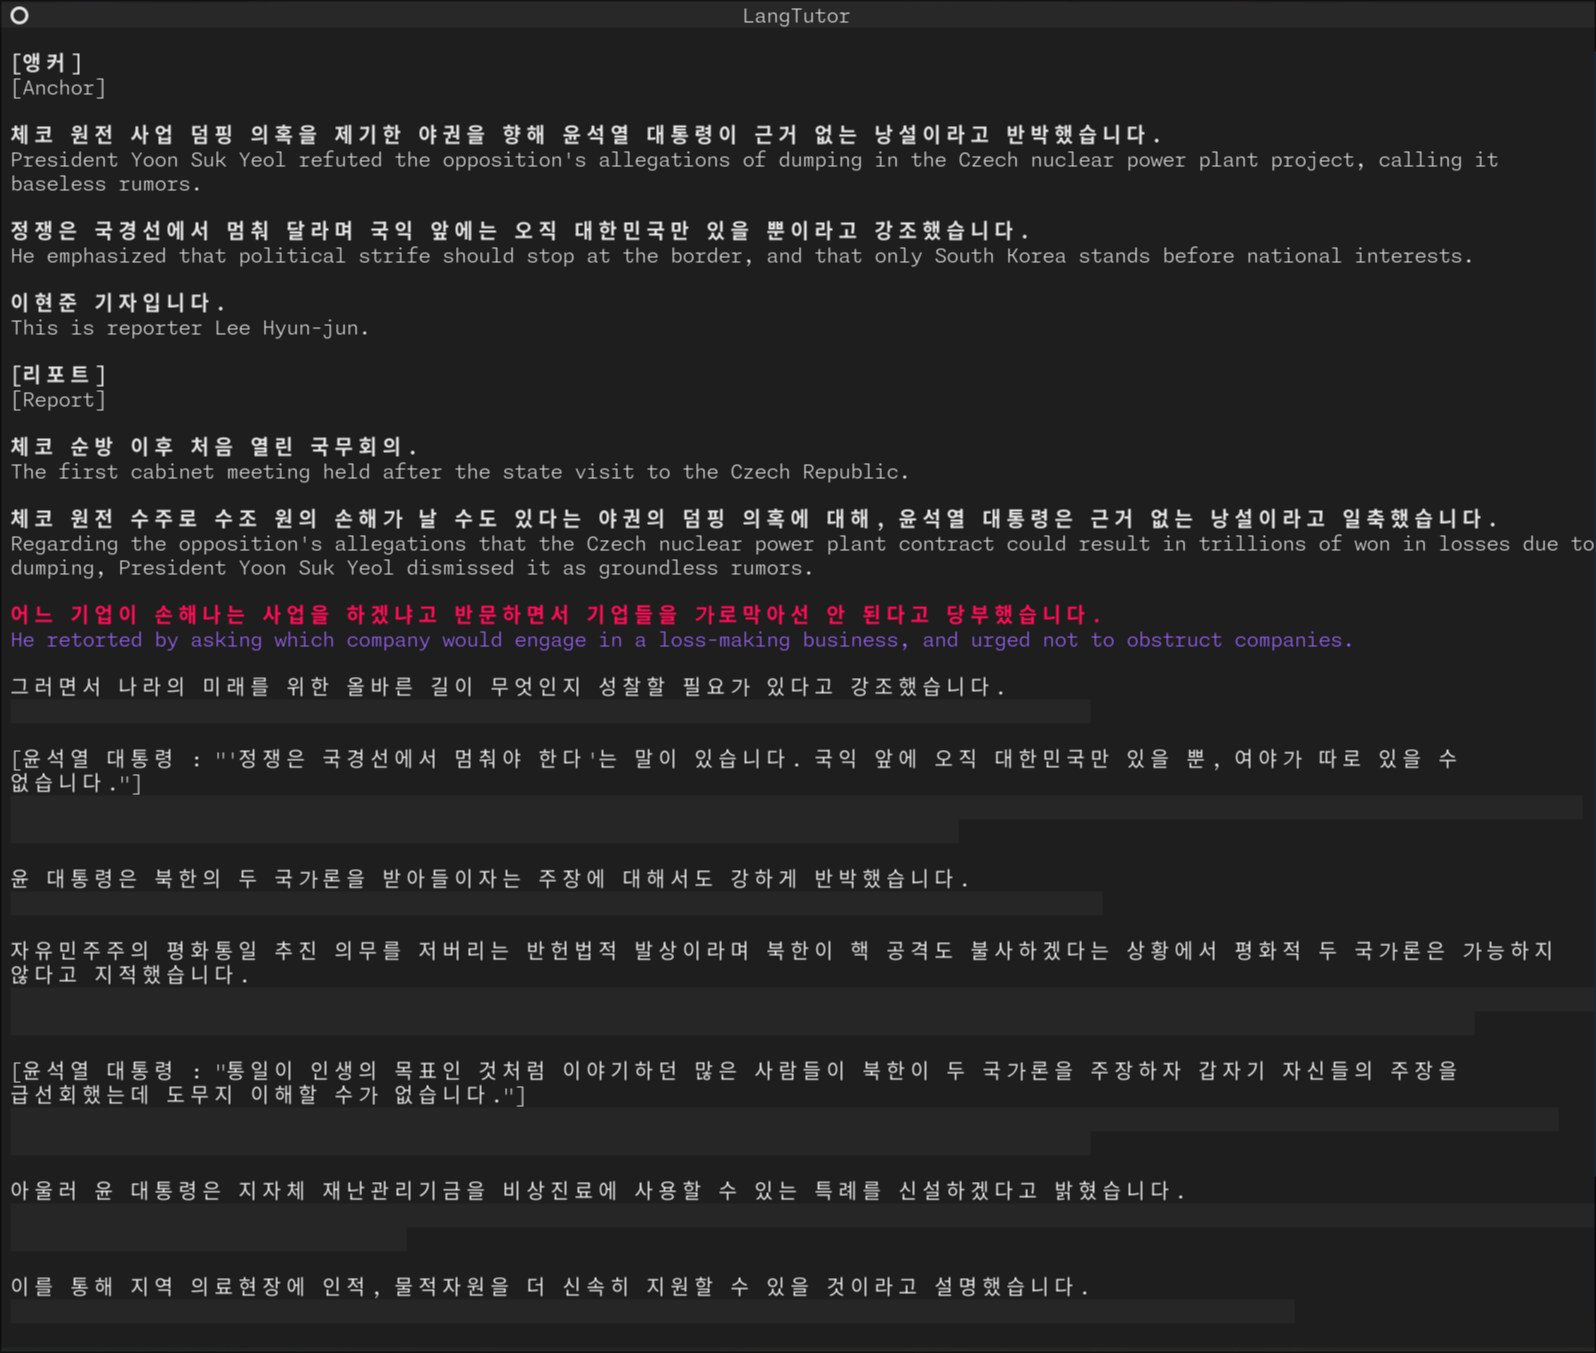 LangTutor
[앵커]
[Anchor]
체코 원전 사업 덤핑 의혹을 제기한 야권을 향해 윤석열 대통령이 근거 없는 낭설이라고 반박했습니다.
President Yoon Suk Yeol refuted the opposition's allegations of dumping in the Czech nuclear power plant project, calling it
baseless rumors.
정쟁은 국경선에서 멈춰 달라며 국익 앞에는 오직 대한민국만 있을 뿐이라고 강조했습니다.
He emphasized that political strife should stop at the border, and that only South Korea stands before national interests.
이현준 기자입니다.
This is reporter Lee Hyun-jun.
[리포트]
[Report]
체코 순방 이후 처음 열린 국무회의.
The first cabinet meeting held after the state visit to the Czech Republic.
체코 원전 수주로 수조 원의 손해가 날 수도 있다는 야권의 덤핑 의혹에 대해, 윤석열 대통령은 근거 없는 낭설이라고 일축했습니다.
Regarding the opposition's allegations that the Czech nuclear power plant contract could result in trillions of won in losses due to
dumping, President Yoon Suk Yeol dismissed it as groundless rumors.
어느 기업이 손해나는 사업을 하겠냐고 반문하면서 기업들을 가로막아선 안 된다고 당부했습니다.
He retorted by asking which company would engage in a loss-making business, and urged not to obstruct companies.
그러면서 나라의 미래를 위한 올바른 길이 무엇인지 성찰할 필요가 있다고 강조했습니다.
[윤석열 대통령 : "'정쟁은 국경선에서 멈춰야 한다'는 말이 있습니다. 국익 앞에 오직 대한민국만 있을 뿐, 여야가 따로 있을 수
없습니다."]
윤 대통령은 북한의 두 국가론을 받아들이자는 주장에 대해서도 강하게 반박했습니다.
자유민주주의 평화통일 추진 의무를 저버리는 반헌법적 발상이라며 북한이 핵 공격도 불사하겠다는 상황에서 평화적 두 국가론은 가능하지
않다고 지적했습니다.
[윤석열 대통령 : "통일이 인생의 목표인 것처럼 이야기하던 많은 사람들이 북한이 두 국가론을 주장하자 갑자기 자신들의 주장을
급선회했는데 도무지 이해할 수가 없습니다."]
아울러 윤 대통령은 지자체 재난관리기금을 비상진료에 사용할 수 있는 특례를 신설하겠다고 밝혔습니다.
이를 통해 지역 의료현장에 인적, 물적자원을 더 신속히 지원할 수 있을 것이라고 설명했습니다.